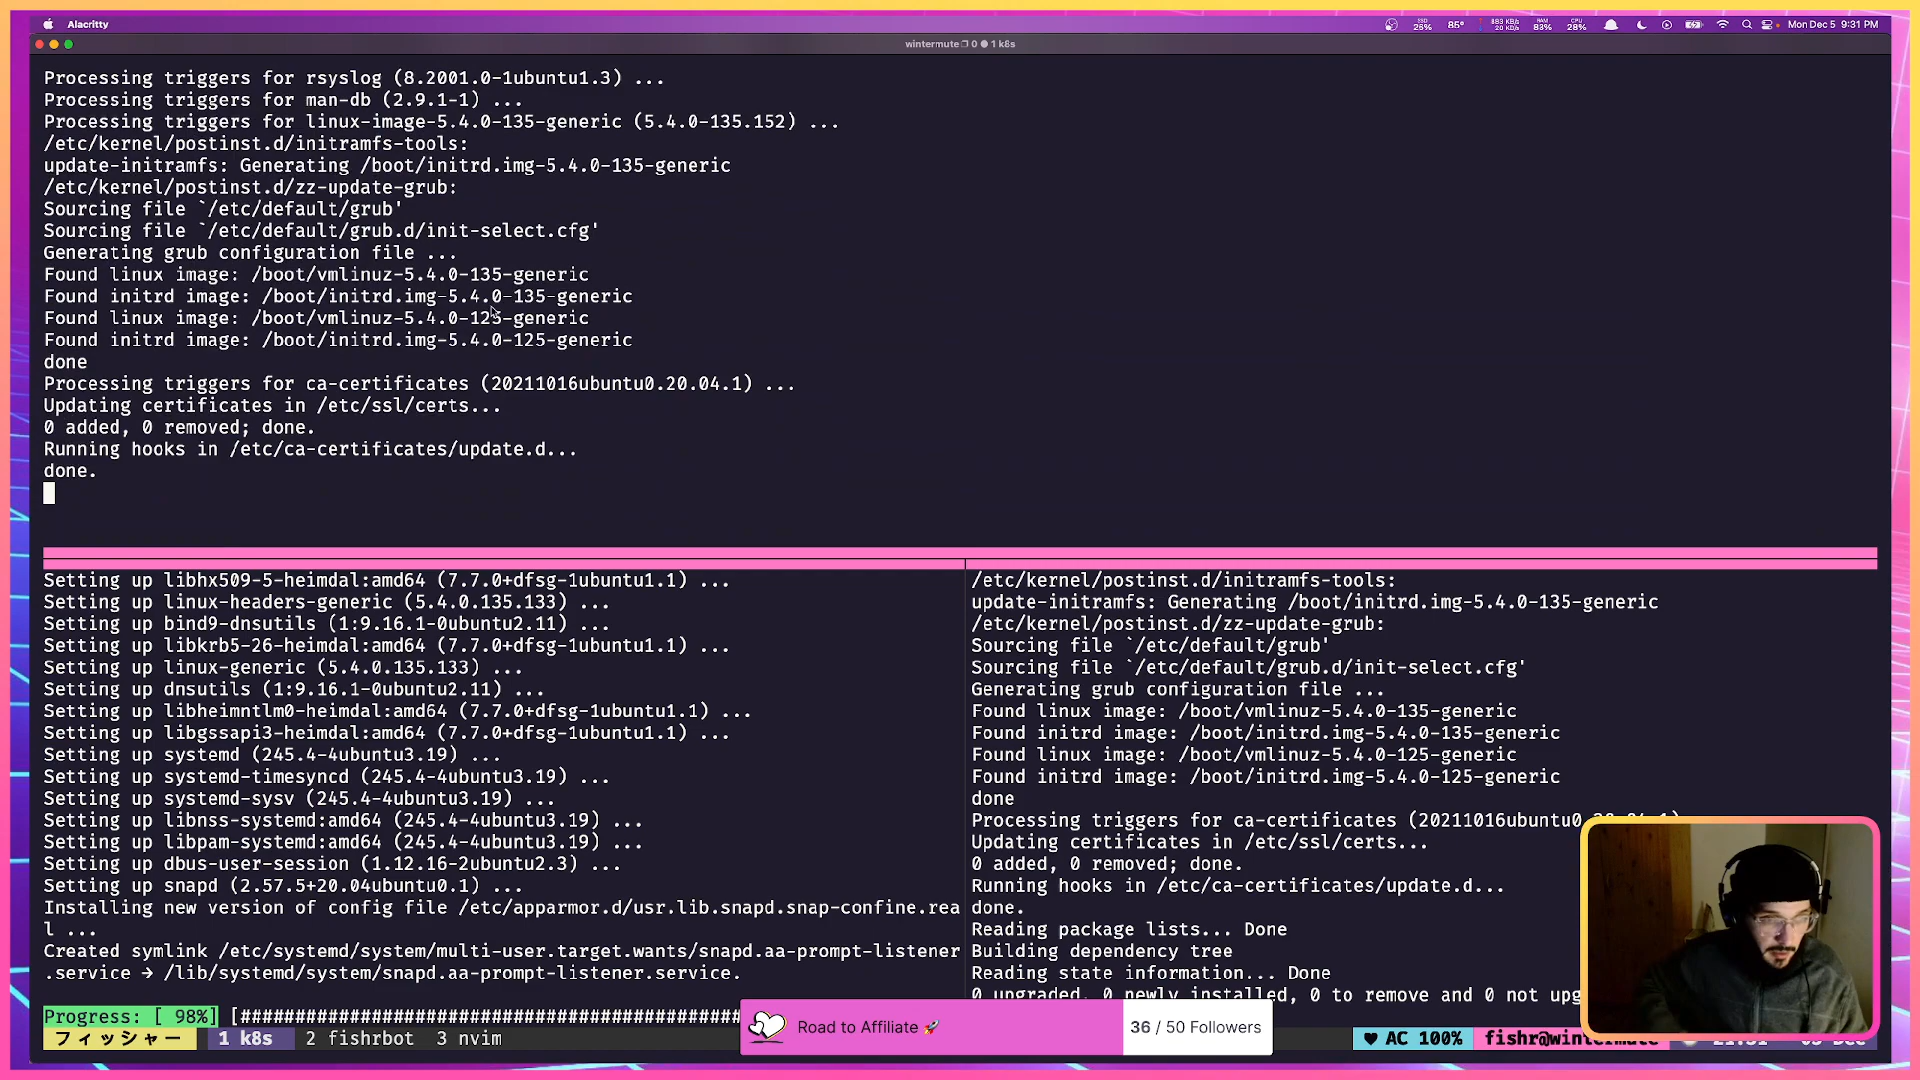 Alacritty
SSD 26% 85° 893 KB/s 20 KB/s RAM 83% CPU 28% Mon Dec 5 9:31 PM
wintermute ❐ 0 ● 1 k8s
Processing triggers for rsyslog (8.2001.0-1ubuntu1.3) ...
Processing triggers for man-db (2.9.1-1) ...
Processing triggers for linux-image-5.4.0-135-generic (5.4.0-135.152) ...
/etc/kernel/postinst.d/initramfs-tools:
update-initramfs: Generating /boot/initrd.img-5.4.0-135-generic
/etc/kernel/postinst.d/zz-update-grub:
Sourcing file `/etc/default/grub'
Sourcing file `/etc/default/grub.d/init-select.cfg'
Generating grub configuration file ...
Found linux image: /boot/vmlinuz-5.4.0-135-generic
Found initrd image: /boot/initrd.img-5.4.0-135-generic
Found linux image: /boot/vmlinuz-5.4.0-125-generic
Found initrd image: /boot/initrd.img-5.4.0-125-generic
done
Processing triggers for ca-certificates (20211016ubuntu0.20.04.1) ...
Updating certificates in /etc/ssl/certs...
0 added, 0 removed; done.
Running hooks in /etc/ca-certificates/update.d...
done.
Setting up libhx509-5-heimdal:amd64 (7.7.0+dfsg-1ubuntu1.1) ...
Setting up linux-headers-generic (5.4.0.135.133) ...
Setting up bind9-dnsutils (1:9.16.1-0ubuntu2.11) ...
Setting up libkrb5-26-heimdal:amd64 (7.7.0+dfsg-1ubuntu1.1) ...
Setting up linux-generic (5.4.0.135.133) ...
Setting up dnsutils (1:9.16.1-0ubuntu2.11) ...
Setting up libheimntlm0-heimdal:amd64 (7.7.0+dfsg-1ubuntu1.1) ...
Setting up libgssapi3-heimdal:amd64 (7.7.0+dfsg-1ubuntu1.1) ...
Setting up systemd (245.4-4ubuntu3.19) ...
Setting up systemd-timesyncd (245.4-4ubuntu3.19) ...
Setting up systemd-sysv (245.4-4ubuntu3.19) ...
Setting up libnss-systemd:amd64 (245.4-4ubuntu3.19) ...
Setting up libpam-systemd:amd64 (245.4-4ubuntu3.19) ...
Setting up dbus-user-session (1.12.16-2ubuntu2.3) ...
Setting up snapd (2.57.5+20.04ubuntu0.1) ...
Installing new version of config file /etc/apparmor.d/usr.lib.snapd.snap-confine.rea
l ...
Created symlink /etc/systemd/system/multi-user.target.wants/snapd.aa-prompt-listener
.service → /lib/systemd/system/snapd.aa-prompt-listener.service.
Progress: [ 98%] [###############################################
/etc/kernel/postinst.d/initramfs-tools:
update-initramfs: Generating /boot/initrd.img-5.4.0-135-generic
/etc/kernel/postinst.d/zz-update-grub:
Sourcing file `/etc/default/grub'
Sourcing file `/etc/default/grub.d/init-select.cfg'
Generating grub configuration file ...
Found linux image: /boot/vmlinuz-5.4.0-135-generic
Found initrd image: /boot/initrd.img-5.4.0-135-generic
Found linux image: /boot/vmlinuz-5.4.0-125-generic
Found initrd image: /boot/initrd.img-5.4.0-125-generic
done
Processing triggers for ca-certificates
Updating certificates in /etc/ssl/certs...
0 added, 0 removed; done.
Running hooks in /etc/ca-certificates/update.d...
done.
Reading package lists... Done
Building dependency tree
Reading state information... Done
0 upgraded, 0 newly installed, 0 to remove and 0 not upg
Road to Affiliate 🚀 36 / 50 Followers
フィッシャー 1 k8s 2 fishrbot 3 nvim ♥ AC 100% fishr@wintermute